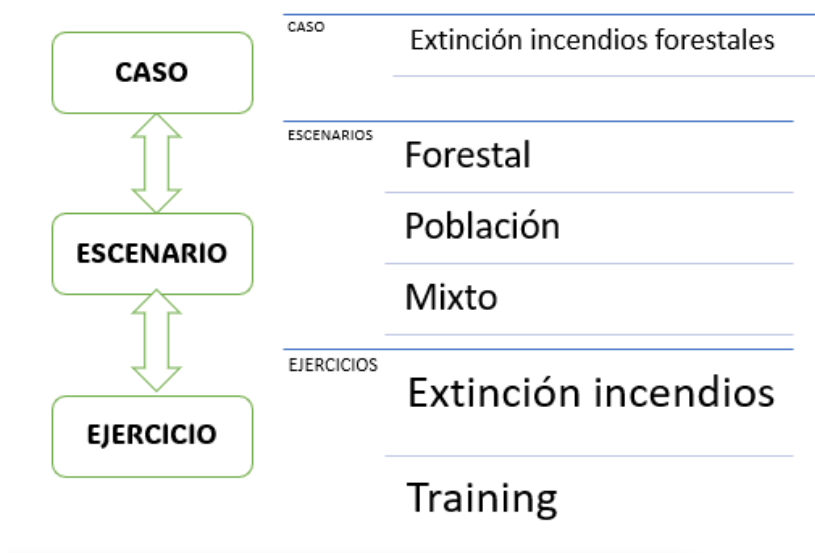 CASO
ESCENARIO
EJERCICIO
CASO
Extinción incendios forestales
ESCENARIOS
Forestal
Población
Mixto
EJERCICIOS
Extinción incendios
Training